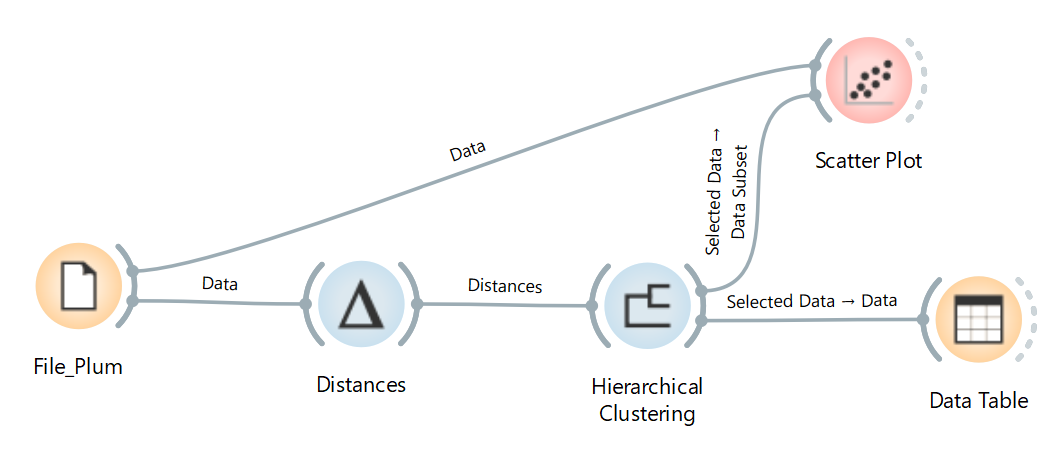 Scatter Plot
Data
Selected Data →
Data Subset
File_Plum
Data
Distances
Distances
Hierarchical
Clustering
Selected Data → Data
Data Table